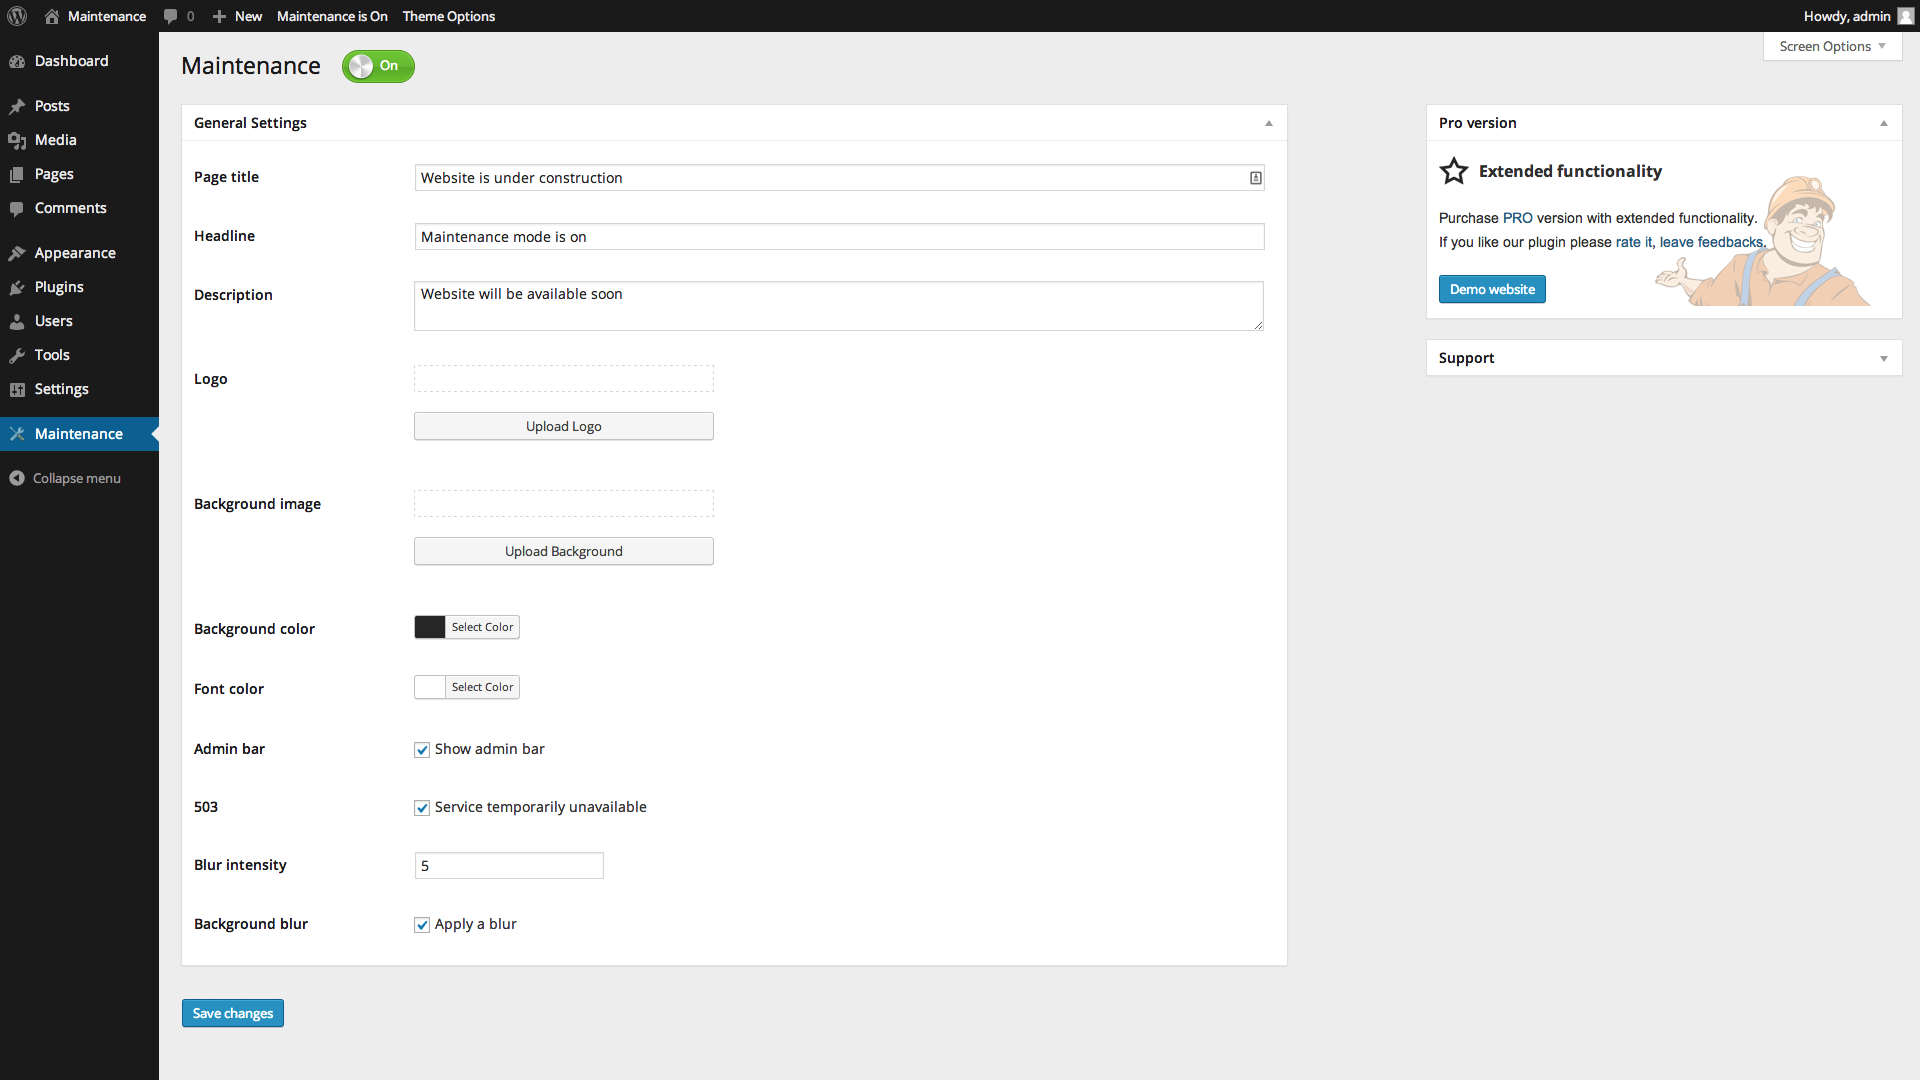 Maintenance 0 New Maintenance is On Theme Options Howdy, admin
Screen Options
Dashboard
Posts
Media
Pages
Comments
Appearance
Plugins
Users
Tools
Settings
Maintenance
Collapse menu
Maintenance On
General Settings
Page title Website is under construction
Headline Maintenance mode is on
Description Website will be available soon
Logo
Upload Logo
Background image
Upload Background
Background color Select Color
Font color Select Color
Admin bar Show admin bar
503 Service temporarily unavailable
Blur intensity 5
Background blur Apply a blur
Save changes
Pro version
Extended functionality
Purchase PRO version with extended functionality.
If you like our plugin please rate it, leave feedbacks.
Demo website
Support